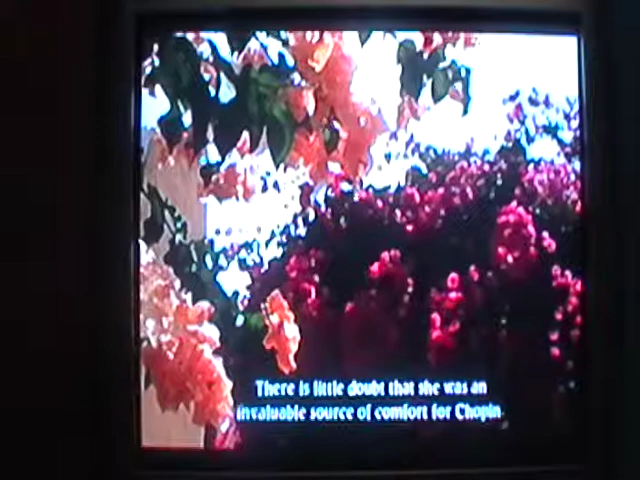 There is little doubt that she was an
invaluable source of comfort for Chopin.